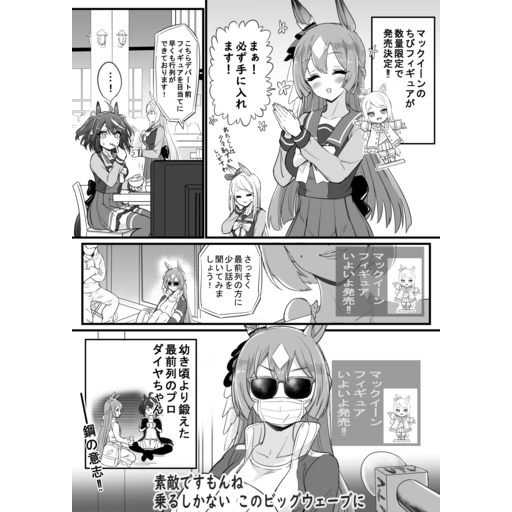 マックイーンの
ちびフィギュアが
数量限定で
発売決定!!
まぁ!
必ず手に入れ
ます!
こちらデパート前
フィギュアを目当てに
早くも行列が
できております!
…!
さっそく
最前列の方に
少し話を
聞いてみま
しょう!
マックイーン
フィギュア
いよいよ発売!!
マックイーン
フィギュア
いよいよ発売!!
幼き頃より鍛えた
最前列のプロ
ダイヤちゃん
鋼の意志!!
素敵ですもんね
乗るしかない このビッグウェーブに